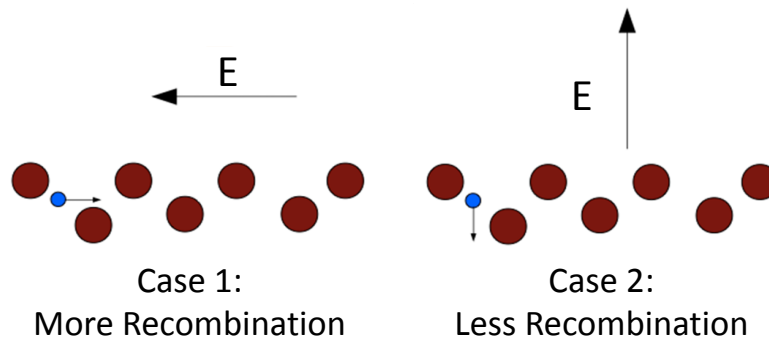 E
E
Case 1:
More Recombination
Case 2:
Less Recombination